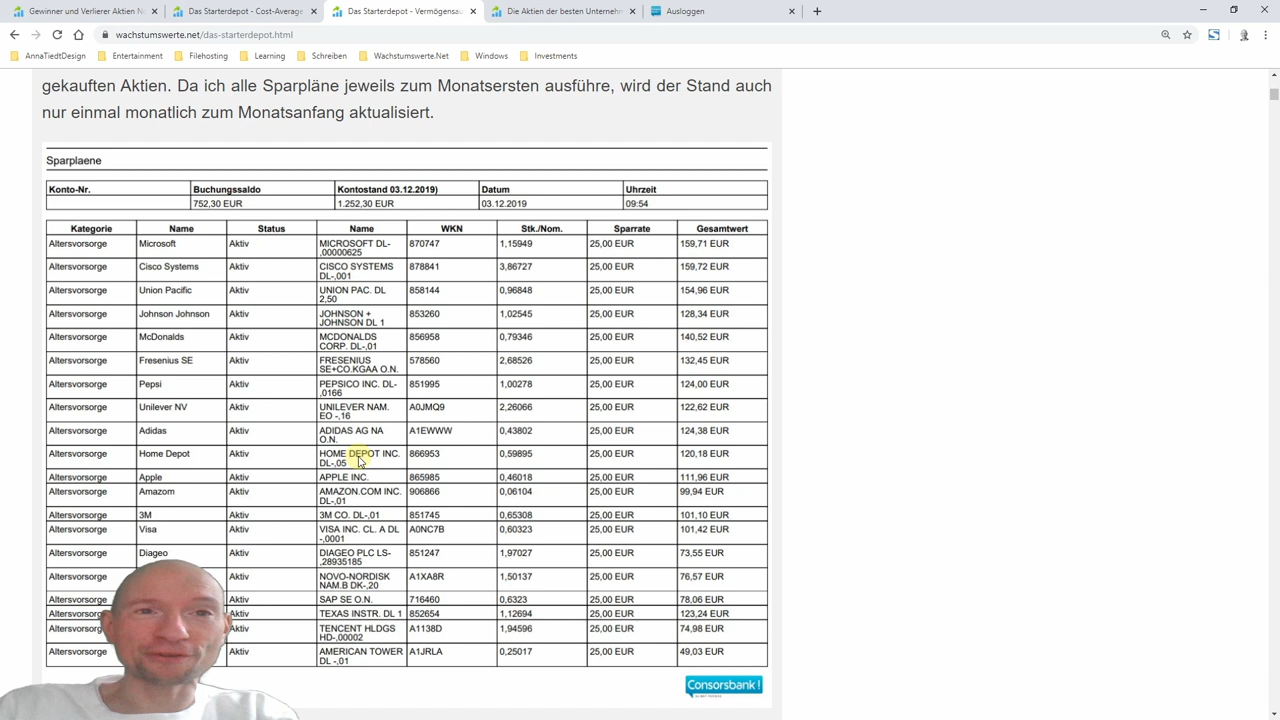 Gewinner und Verlierer Aktien N
Das Starterdepot - Cost-Average
Das Starterdepot - Vermögensau
Die Aktien der besten Unternehm
Ausloggen
wachstumswerte.net/das-starterdepot.html
AnnaTiedtDesign Entertainment Filehosting Learning Schreiben Wachstumswerte.Net Windows Investments
gekauften Aktien. Da ich alle Sparpläne jeweils zum Monatsersten ausführe, wird der Stand auch
nur einmal monatlich zum Monatsanfang aktualisiert.
Sparplaene
Konto-Nr. Buchungssaldo Kontostand 03.12.2019) Datum Uhrzeit
752,30 EUR 1.252,30 EUR 03.12.2019 09:54
Kategorie Name Status Name WKN Stk./Nom. Sparrate Gesamtwert
Altersvorsorge Microsoft Aktiv MICROSOFT DL- 870747 1,15949 25,00 EUR 159,71 EUR
,00000625
Altersvorsorge Cisco Systems Aktiv CISCO SYSTEMS 878841 3,86727 25,00 EUR 159,72 EUR
DL-,001
Altersvorsorge Union Pacific Aktiv UNION PAC. DL 858144 0,96848 25,00 EUR 154,96 EUR
2,50
Altersvorsorge Johnson Johnson Aktiv JOHNSON + 853260 1,02545 25,00 EUR 128,34 EUR
JOHNSON DL 1
Altersvorsorge McDonalds Aktiv MCDONALDS 856958 0,79346 25,00 EUR 140,52 EUR
CORP. DL-,01
Altersvorsorge Fresenius SE Aktiv FRESENIUS 578560 2,68526 25,00 EUR 132,45 EUR
SE+CO.KGAA O.N.
Altersvorsorge Pepsi Aktiv PEPSICO INC. DL- 851995 1,00278 25,00 EUR 124,00 EUR
,0166
Altersvorsorge Unilever NV Aktiv UNILEVER NAM. A0JMQ9 2,26066 25,00 EUR 122,62 EUR
EO -,16
Altersvorsorge Adidas Aktiv ADIDAS AG NA A1EWWW 0,43802 25,00 EUR 124,38 EUR
O.N.
Altersvorsorge Home Depot Aktiv HOME DEPOT INC. 866953 0,59895 25,00 EUR 120,18 EUR
DL-,05
Altersvorsorge Apple Aktiv APPLE INC. 865985 0,46018 25,00 EUR 111,96 EUR
Altersvorsorge Amazom Aktiv AMAZON.COM INC. 906866 0,06104 25,00 EUR 99,94 EUR
DL-,01
Altersvorsorge 3M Aktiv 3M CO. DL-,01 851745 0,65308 25,00 EUR 101,10 EUR
Altersvorsorge Visa Aktiv VISA INC. CL. A DL A0NC7B 0,60323 25,00 EUR 101,42 EUR
-,0001
Altersvorsorge Diageo Aktiv DIAGEO PLC LS- 851247 1,97027 25,00 EUR 73,55 EUR
,28935185
Altersvorsorge Aktiv NOVO-NORDISK A1XA8R 1,50137 25,00 EUR 76,57 EUR
NAM.B DK-,20
Altersvorsorge Aktiv SAP SE O.N. 716460 0,6323 25,00 EUR 78,06 EUR
Altersvorsorge Aktiv TEXAS INSTR. DL 1 852654 1,12694 25,00 EUR 123,24 EUR
Altersvorsorge Aktiv TENCENT HLDGS A1138D 1,94596 25,00 EUR 74,98 EUR
HD-,00002
Altersvorsorge Aktiv AMERICAN TOWER A1JRLA 0,25017 25,00 EUR 49,03 EUR
DL -,01
Consorsbank!